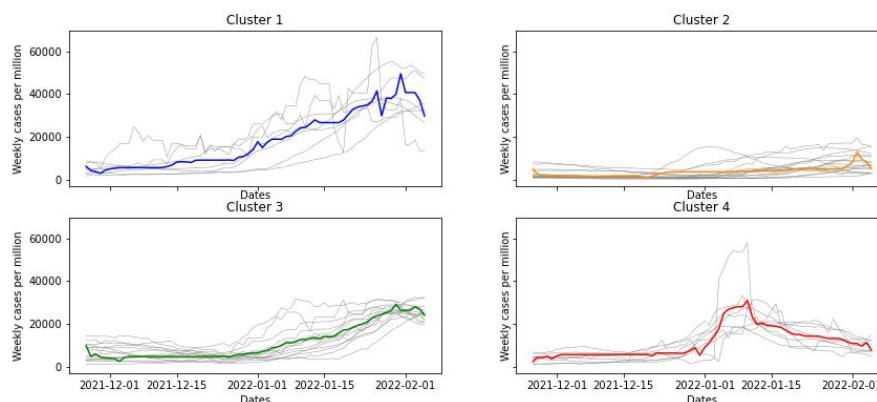 Cluster 1
Cluster 2
Weekly cases per million
60000
40000
20000
0
Dates
Weekly cases per million
Dates
Cluster 3
Cluster 4
Weekly cases per million
60000
40000
20000
0
2021-12-01 2021-12-15 2022-01-01 2022-01-15 2022-02-01
Dates
Weekly cases per million
2021-12-01 2021-12-15 2022-01-01 2022-01-15 2022-02-01
Dates